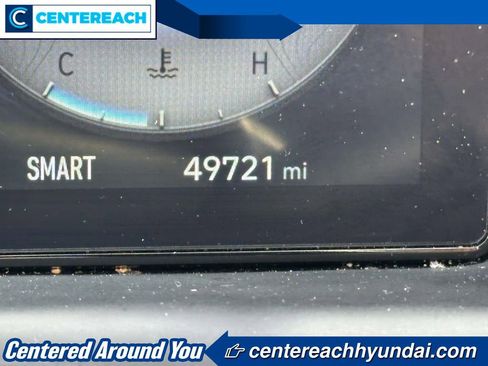 C CENTEREACH
C H
SMART 49721 mi
Centered Around You centereachhyundai.com